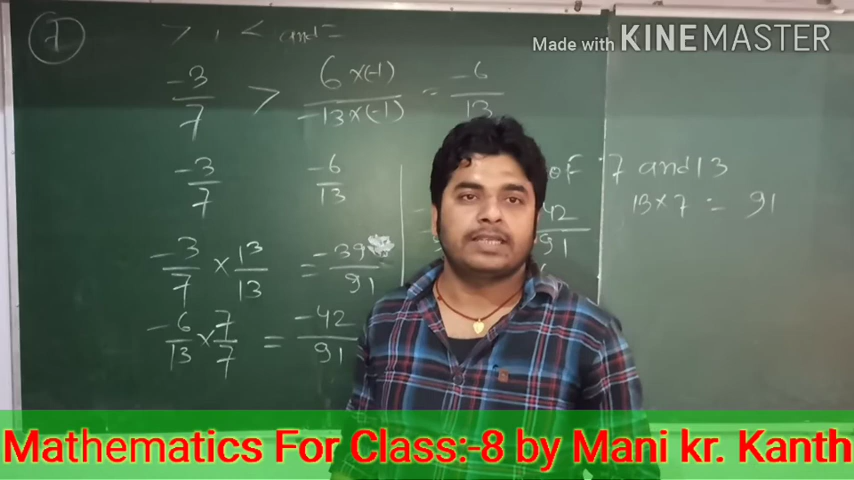 Made with KINEMASTER
7 > , < and =
-3/7 > 6×(-1)/-13×(-1) = -6/13
-3/7 -6/13
of 7 and 13
13×7 = 91
42/91
-3/7 × 13/13 = -39/91
-6/13 × 7/7 = -42/91
Mathematics For Class:-8 by Mani kr. Kanth